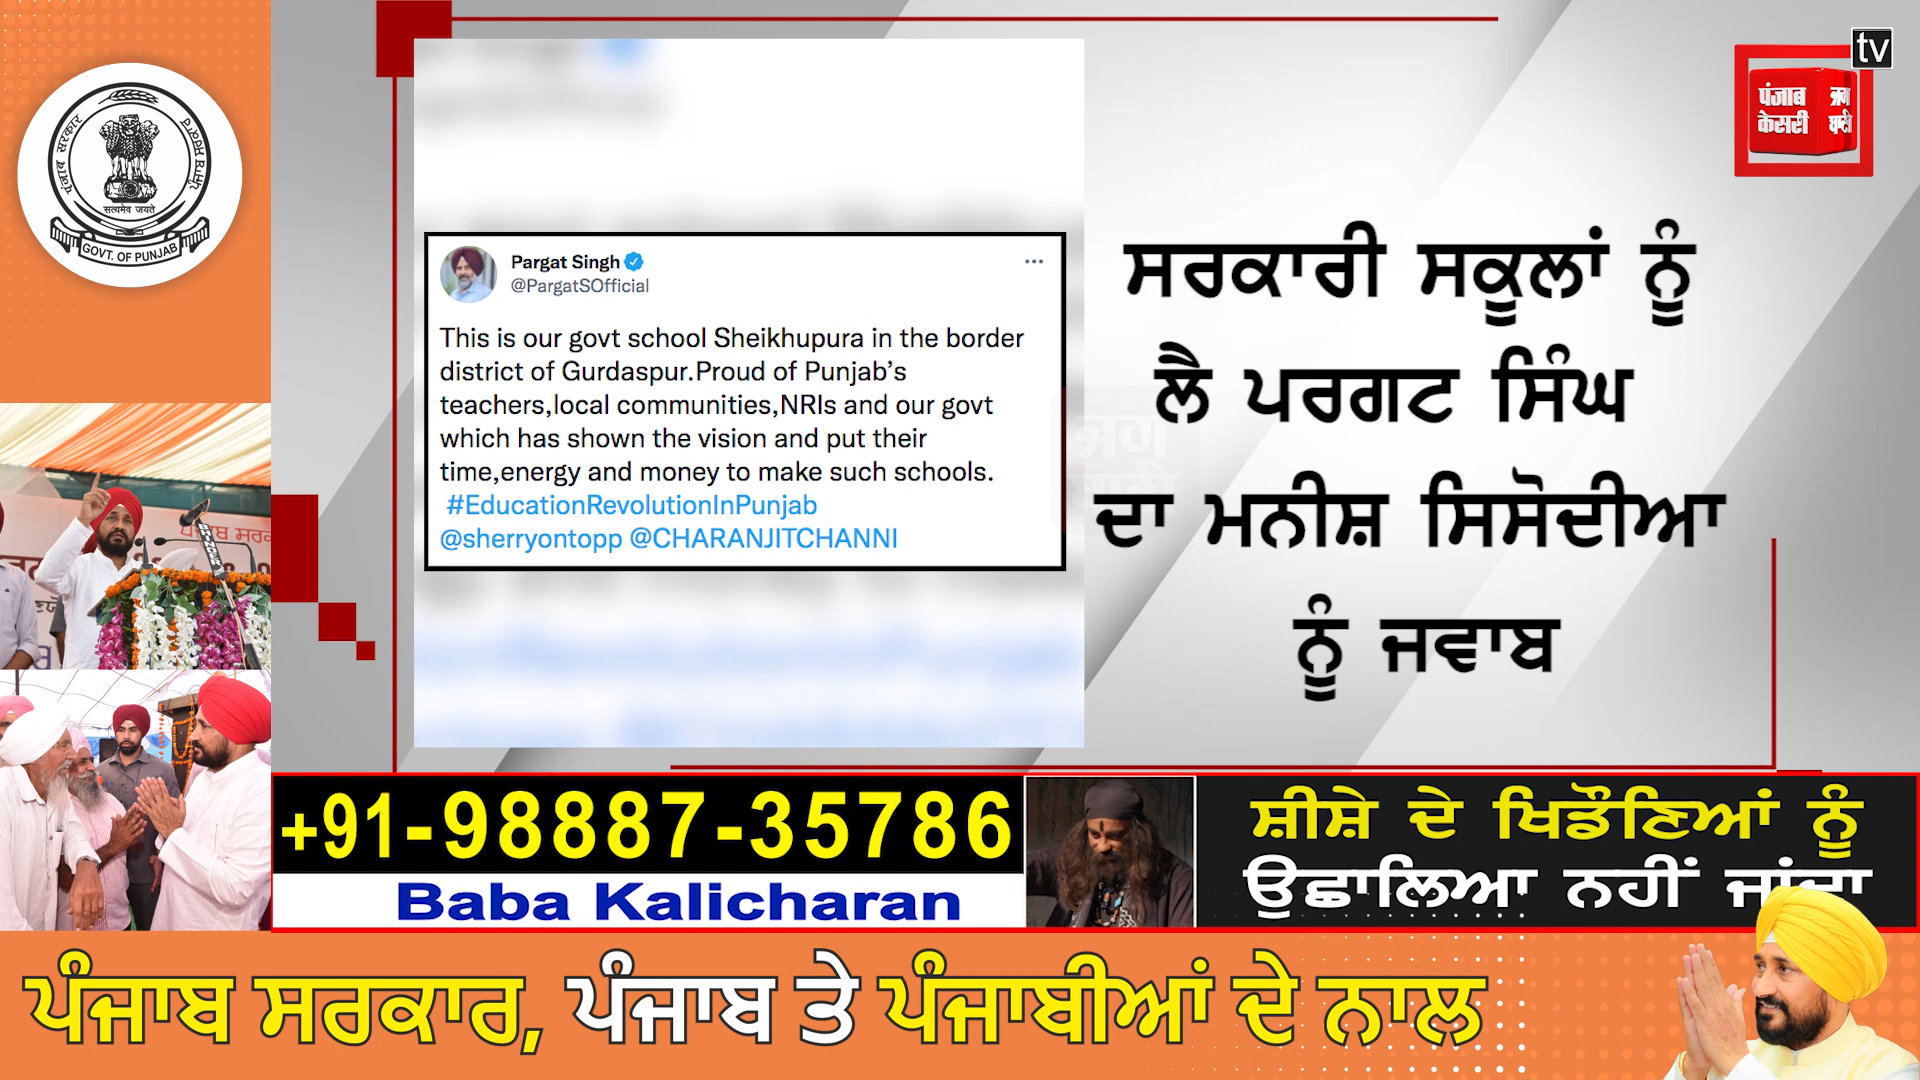 ਪੰਜਾਬ ਸਰਕਾਰ
सत्यमेव जयते
GOVT. OF PUNJAB
Pargat Singh
@PargatSOfficial
This is our govt school Sheikhupura in the border
district of Gurdaspur.Proud of Punjab’s
teachers,local communities,NRIs and our govt
which has shown the vision and put their
time,energy and money to make such schools.
#EducationRevolutionInPunjab
@sherryontopp @CHARANJITCHANNI
ਸਰਕਾਰੀ ਸਕੂਲਾਂ ਨੂੰ
ਲੈ ਪਰਗਟ ਸਿੰਘ
ਦਾ ਮਨੀਸ਼ ਸਿਸੋਦੀਆ
ਨੂੰ ਜਵਾਬ
tv
पंजाब
केसरी
ਜਗ
ਬਾਣੀ
+91-98887-35786
Baba Kalicharan
ਸ਼ੀਸ਼ੇ ਦੇ ਖਿਡੌਣਿਆਂ ਨੂੰ
ਉਛਾਲਿਆ ਨਹੀਂ ਜਾਂਦਾ
ਪੰਜਾਬ ਸਰਕਾਰ, ਪੰਜਾਬ ਤੇ ਪੰਜਾਬੀਆਂ ਦੇ ਨਾਲ